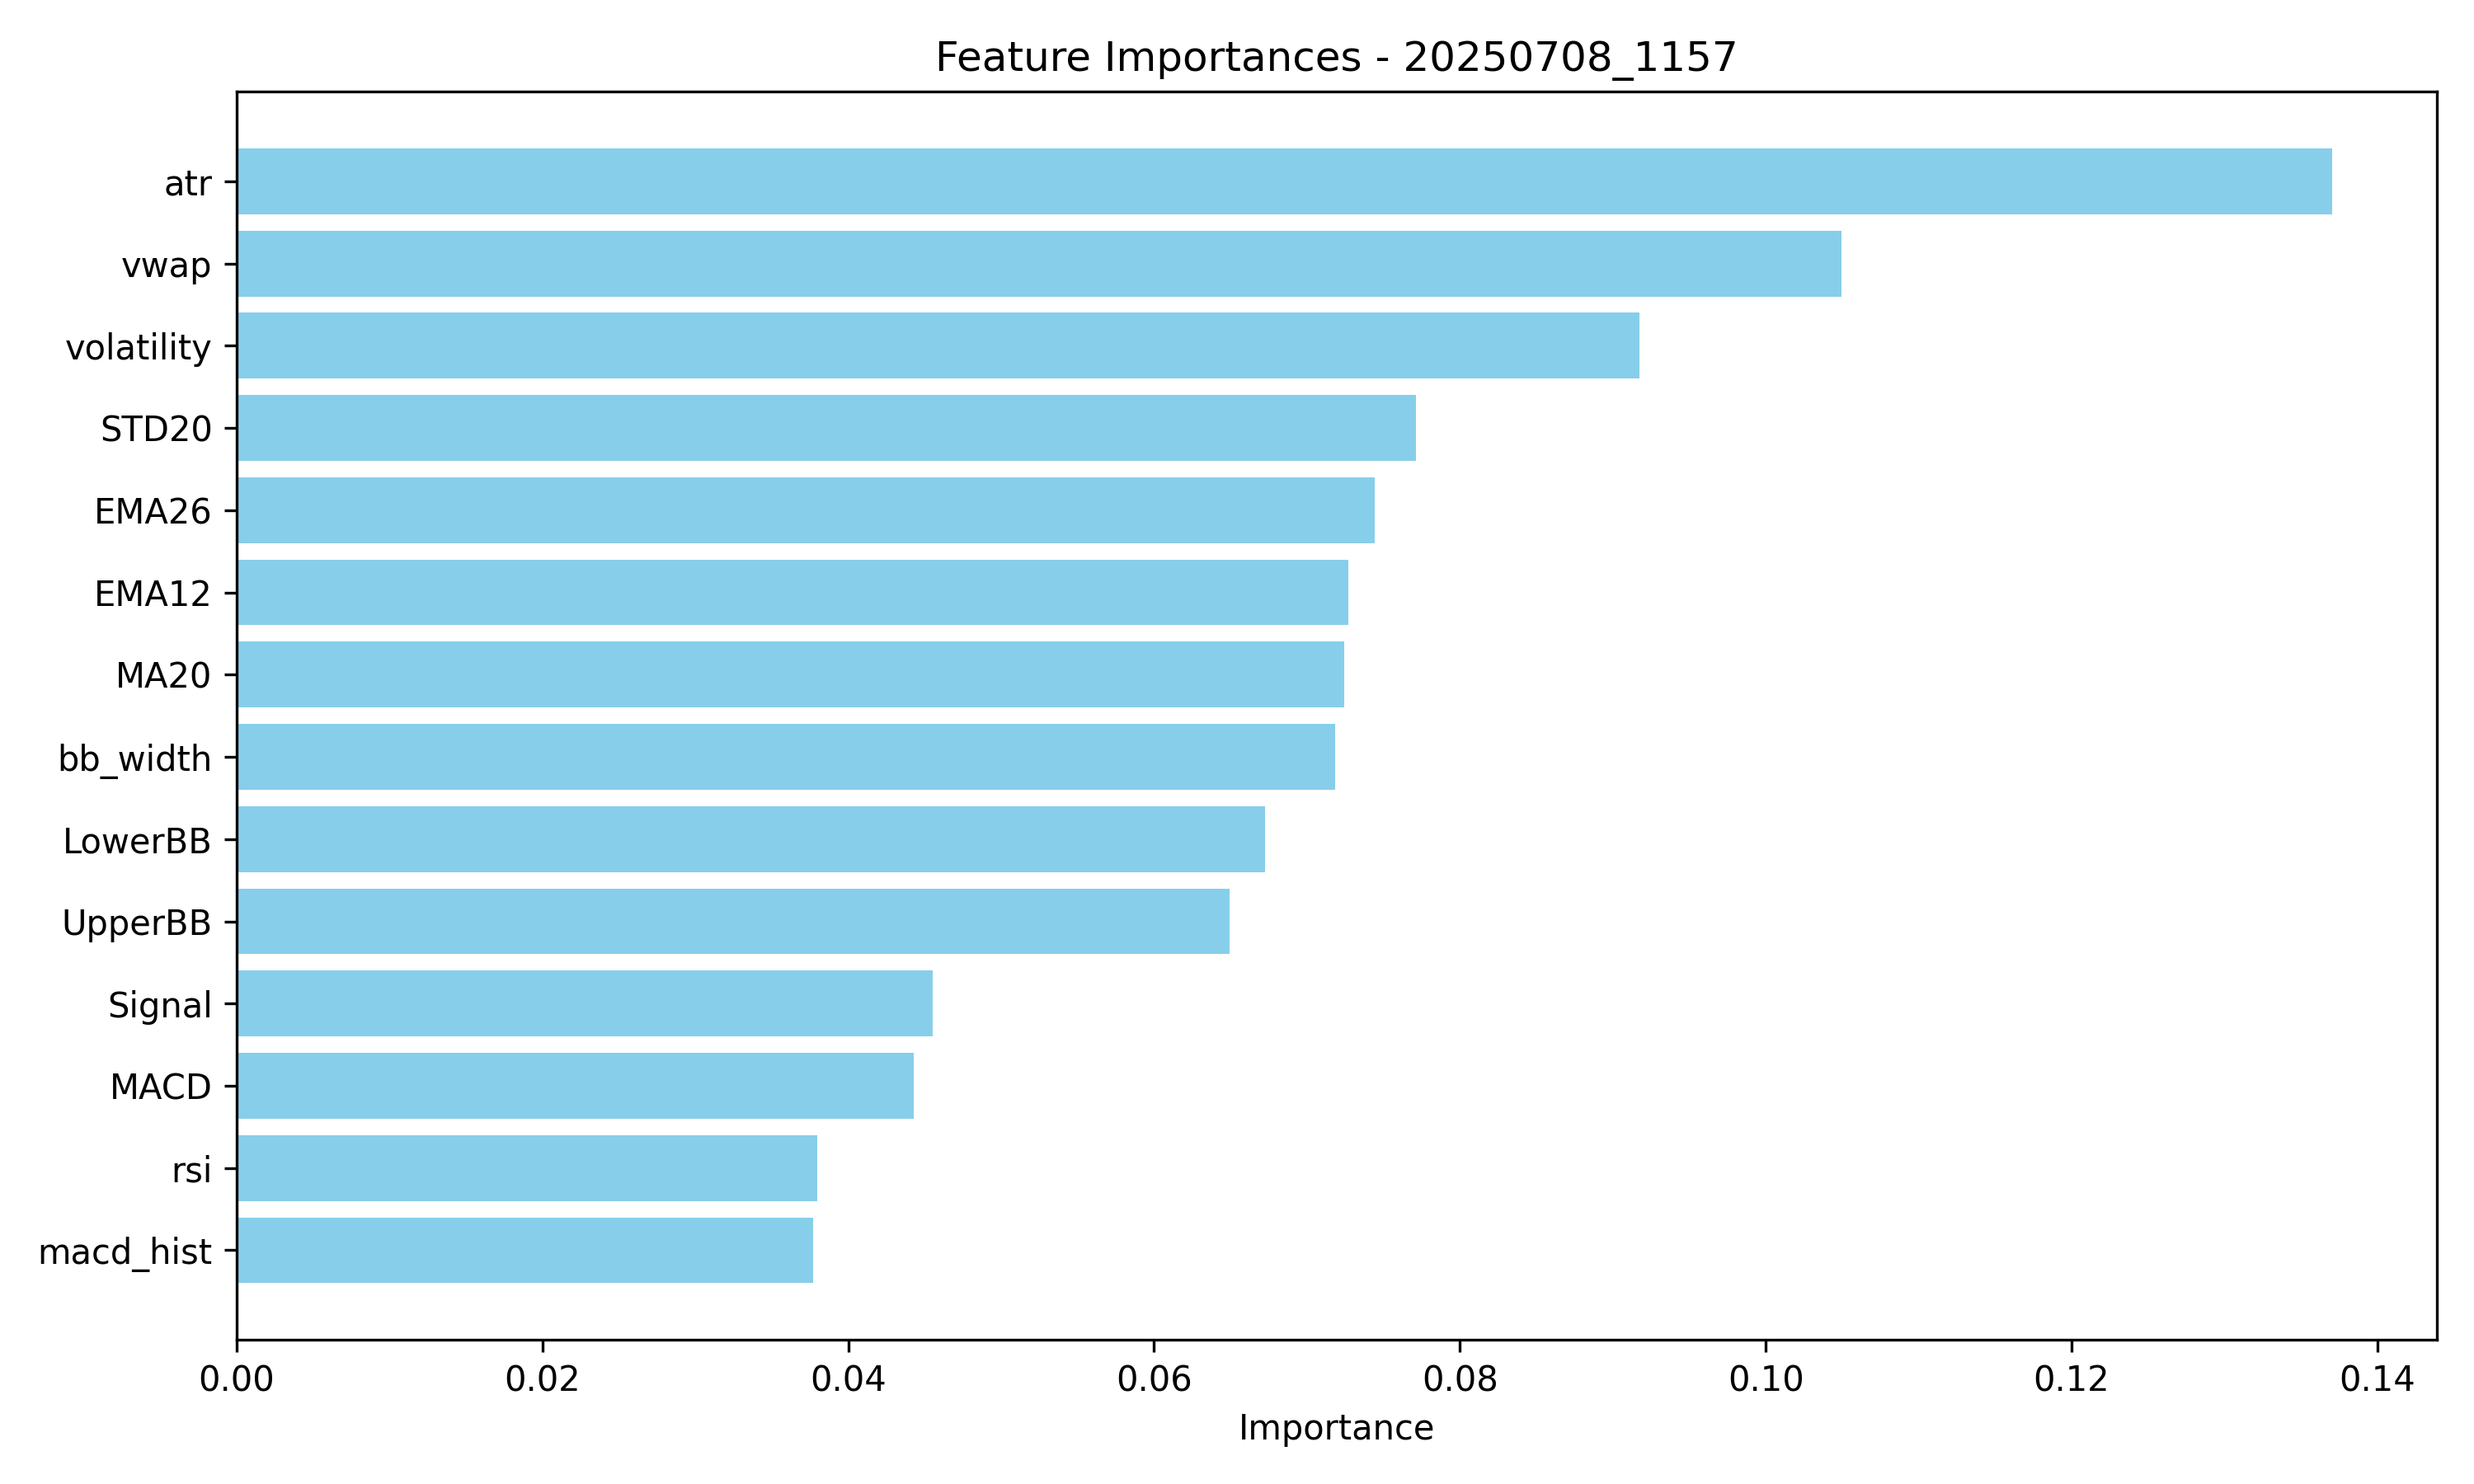 Feature Importances - 20250708_1157
atr
vwap
volatility
STD20
EMA26
EMA12
MA20
bb_width
LowerBB
UpperBB
Signal
MACD
rsi
macd_hist
0.00 0.02 0.04 0.06 0.08 0.10 0.12 0.14
Importance